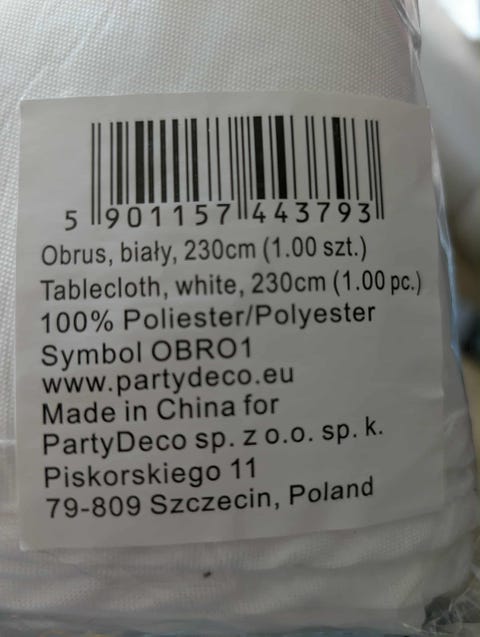 5 901157 443793
Obrus, biały, 230cm (1.00 szt.)
Tablecloth, white, 230cm (1.00 pc.)
100% Poliester/Polyester
Symbol OBRO1
www.partydeco.eu
Made in China for
PartyDeco sp. z o.o. sp. k.
Piskorskiego 11
79-809 Szczecin, Poland